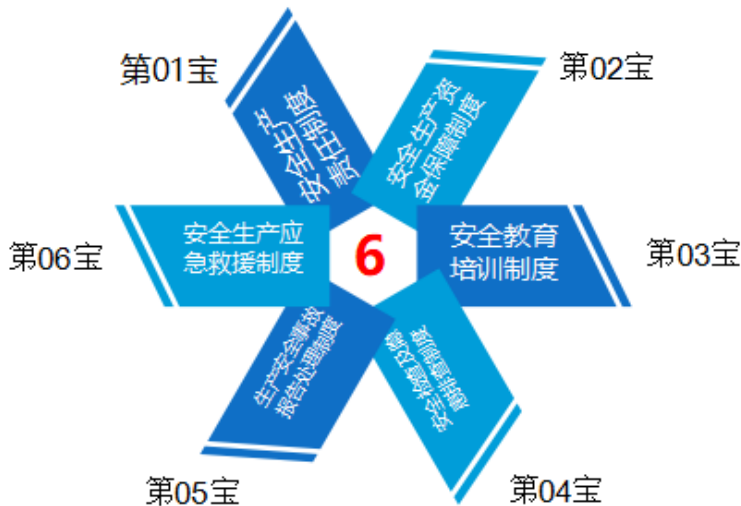 第01宝
安全生产
责任制度
第02宝
安全生产资
金保障制度
第03宝
安全教育
培训制度
第04宝
安全检查及隐
患排查制度
第05宝
生产安全事故
报告处理制度
第06宝
安全生产应
急救援制度
6